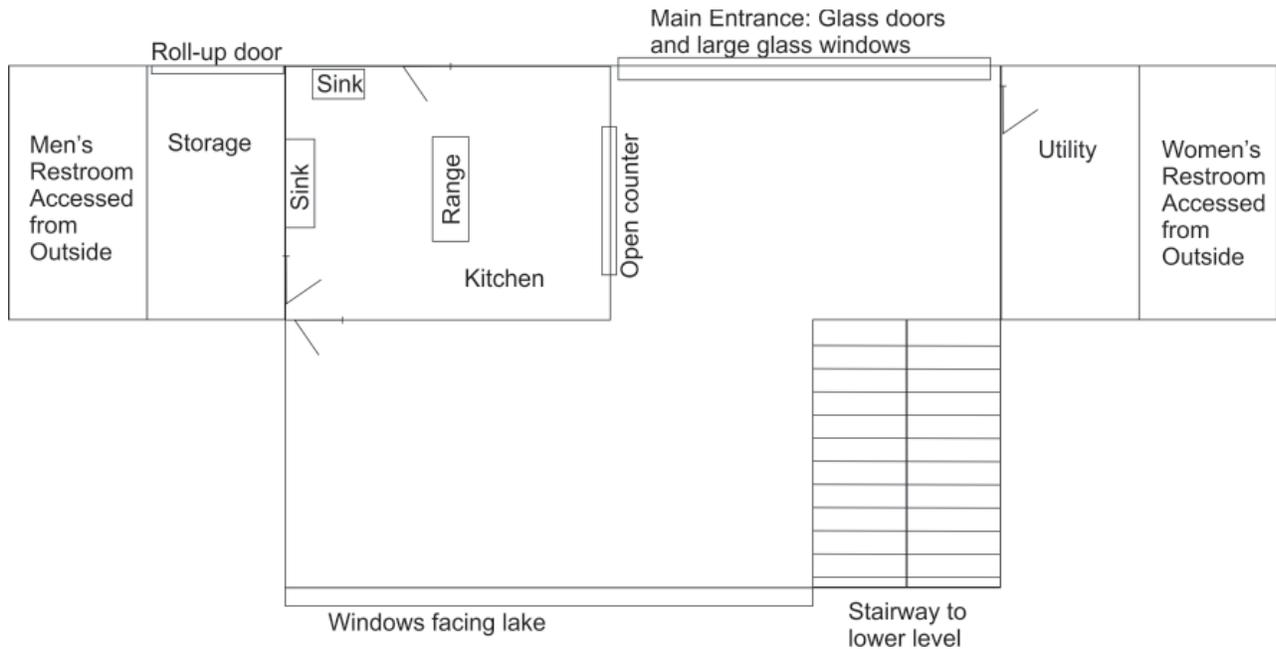 Main Entrance: Glass doors
and large glass windows
Roll-up door
Sink
Men's
Restroom
Accessed
from
Outside
Storage
Sink
Range
Open counter
Kitchen
Utility
Women's
Restroom
Accessed
from
Outside
Windows facing lake
Stairway to
lower level